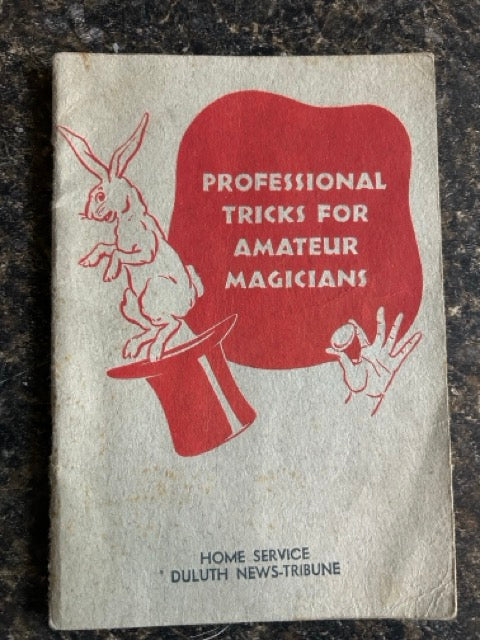 PROFESSIONAL
TRICKS FOR
AMATEUR
MAGICIANS
HOME SERVICE
DULUTH NEWS-TRIBUNE